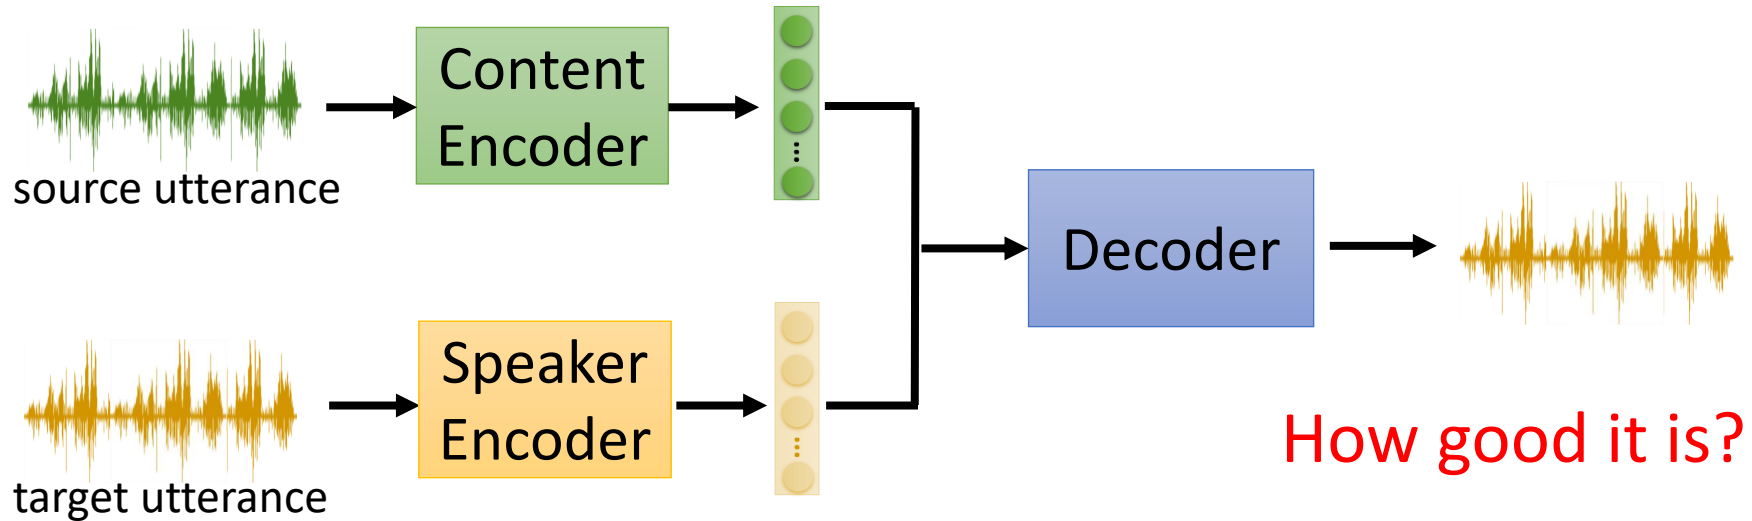 source utterance
Content
Encoder
target utterance
Speaker
Encoder
Decoder
How good it is?